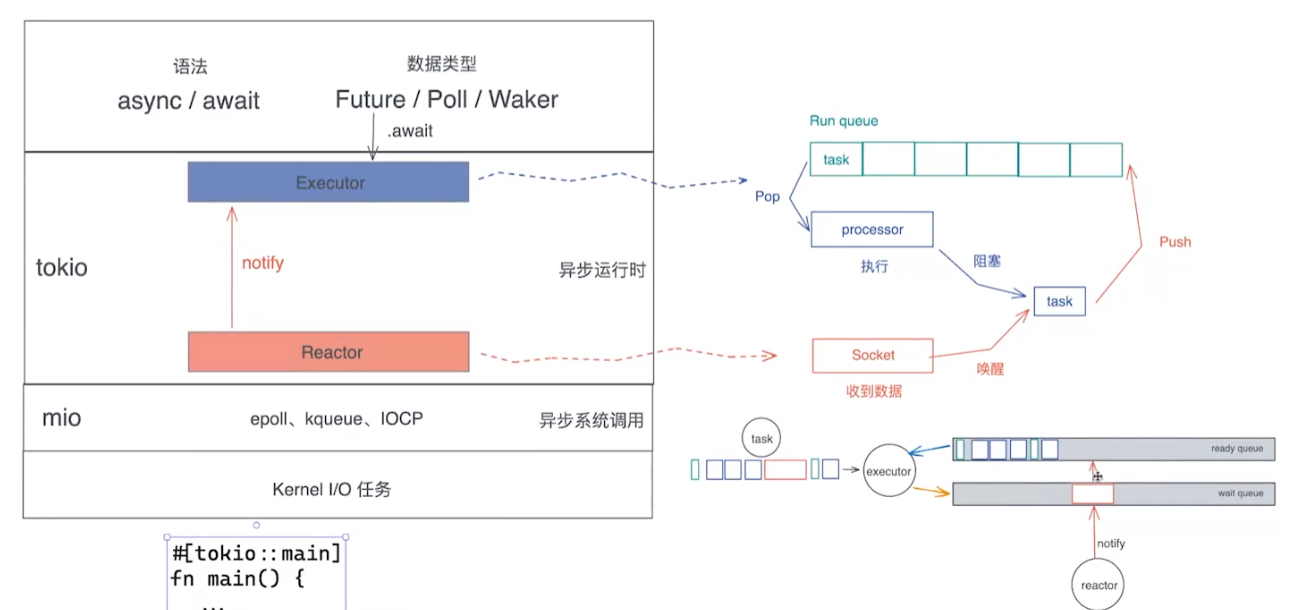 语法
数据类型
async / await
Future / Poll / Waker
.await
Executor
tokio
notify
异步运行时
Reactor
mio
epoll、kqueue、IOCP
异步系统调用
Kernel I/O 任务
#[tokio::main]
fn main() {
...
Run queue
task
Pop
processor
执行
阻塞
Push
task
Socket
唤醒
收到数据
task
executor
ready queue
wait queue
notify
reactor